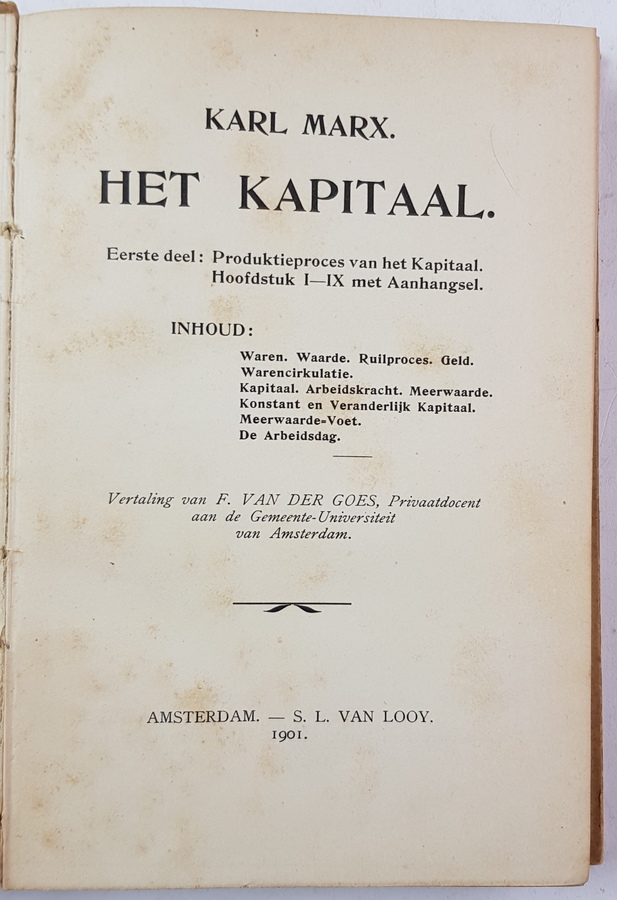 KARL MARX.
HET KAPITAAL.
Eerste deel: Produktieproces van het Kapitaal.
Hoofdstuk I—IX met Aanhangsel.
INHOUD:
Waren. Waarde. Ruilproces. Geld.
Warencirkulatie.
Kapitaal. Arbeidskracht. Meerwaarde.
Konstant en Veranderlijk Kapitaal.
Meerwaarde-Voet.
De Arbeidsdag.
Vertaling van F. VAN DER GOES, Privaatdocent
aan de Gemeente-Universiteit
van Amsterdam.
AMSTERDAM. — S. L. VAN LOOY.
1901.